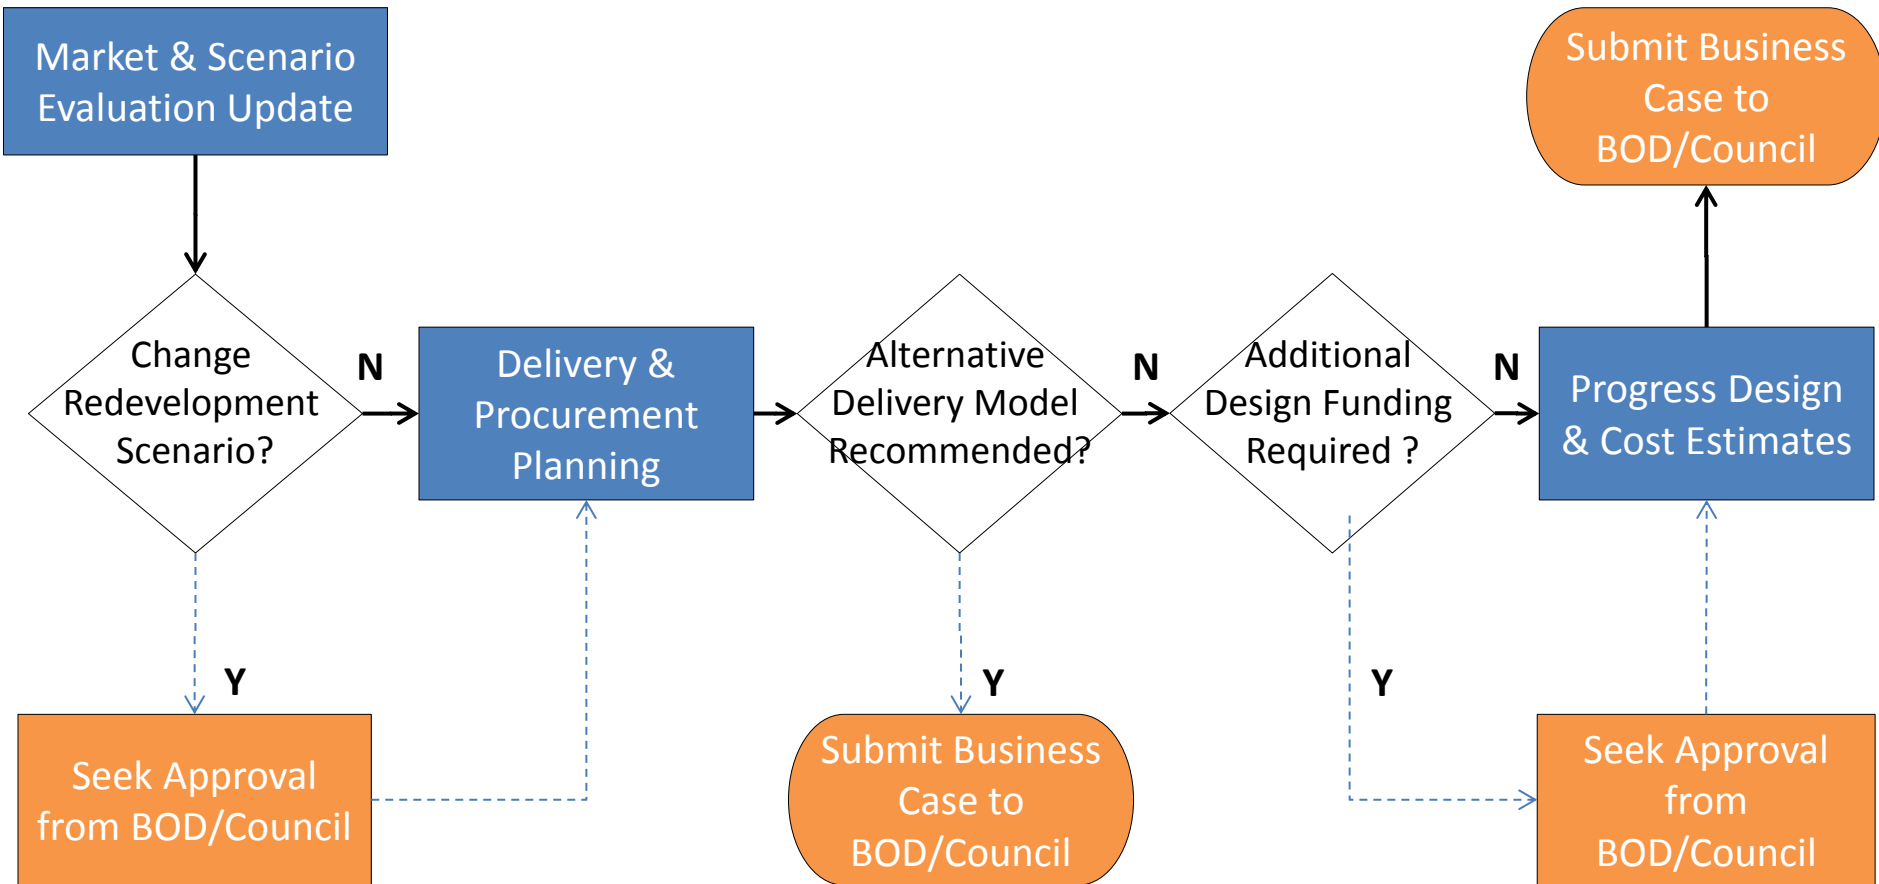 Market & Scenario
Evaluation Update
Submit Business
Case to
BOD/Council
Change
Redevelopment
Scenario?
N
Delivery &
Procurement
Planning
Alternative
Delivery Model
Recommended?
N
Additional
Design Funding
Required ?
N
Progress Design
& Cost Estimates
Y
Y
Y
Seek Approval
from BOD/Council
Submit Business
Case to
BOD/Council
Seek Approval
from
BOD/Council